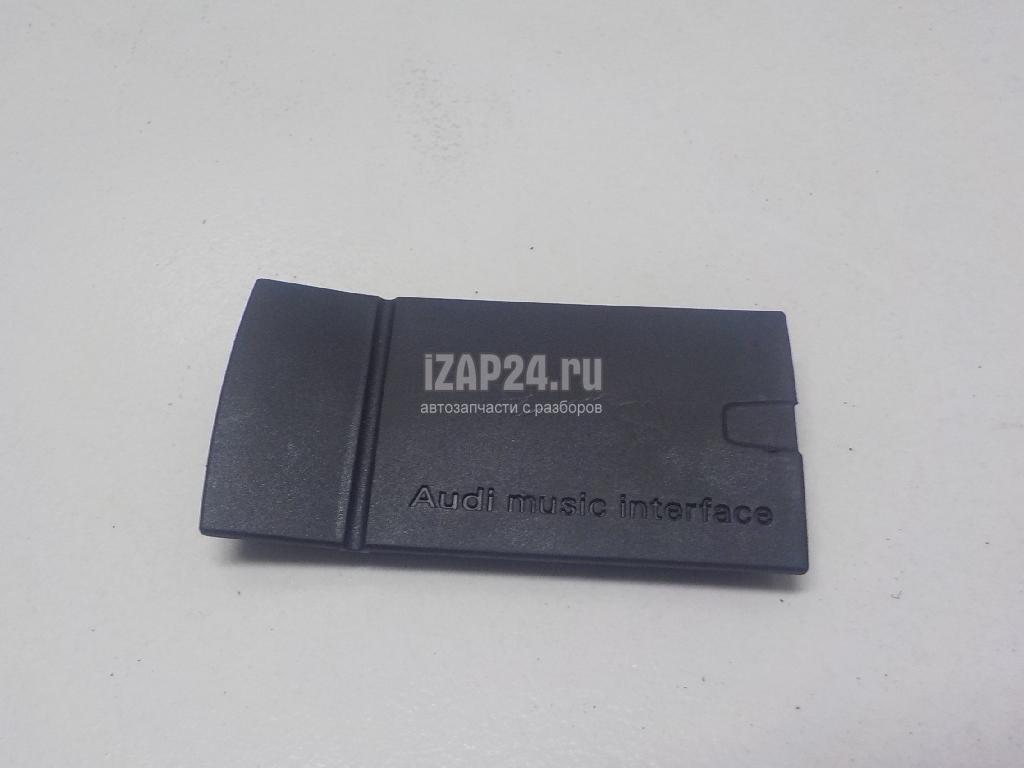 iZAP24.ru
автозапчасти с разборов
Audi music interface